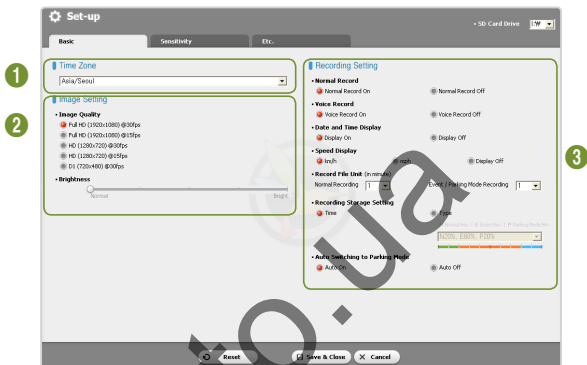 Set-up
• SD Card Drive
Basic Sensitivity Etc.
1
Time Zone
Asia/Seoul
2
Image Setting
• Image Quality
Full HD (1920x1080) @30fps
Full HD (1920x1080) @15fps
HD (1280x720) @30fps
HD (1280x720) @15fps
D1 (720x480) @30fps
• Brightness
Normal Bright
3
Recording Setting
• Normal Record
Normal Record On Normal Record Off
• Voice Record
Voice Record On Voice Record Off
• Date and Time Display
Display On Display Off
• Speed Display
km/h mph Display Off
• Record File Unit (in minute)
Normal Recording 1 Event / Parking Mode Recording 1
• Recording Storage Setting
Time Type
• Auto Switching to Parking Mode
Auto On Auto Off
Reset Save & Close Cancel
to.ua